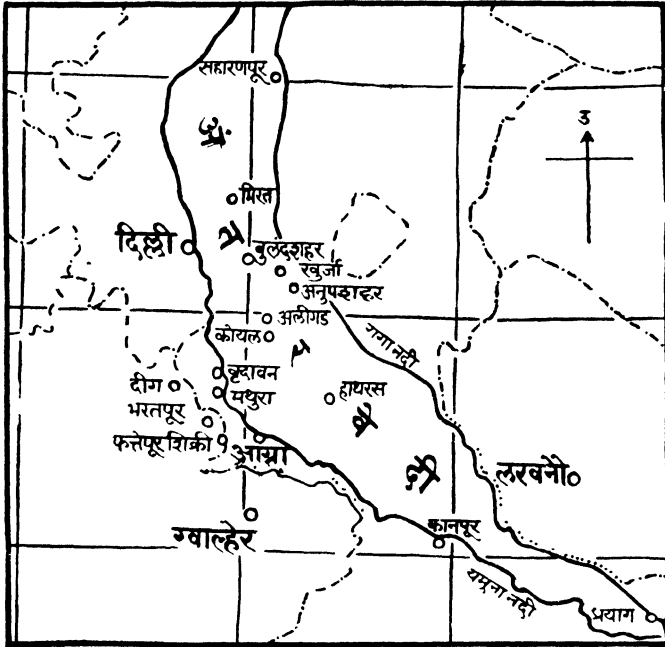 सहारणपूर
उ
अं
मिरत
त
दिल्ली
बुलंदशहर
खुर्जा
अनुपशहर
अलीगड
कोयल
गंगा नदी
वृंदावन
दीग
मथुरा
हाथरस
भरतपूर
वे
फत्तेपूर शिक्री
आग्रा
दी
लखनौ
ग्वाल्हेर
कानपूर
यमूना नदी
प्रयाग